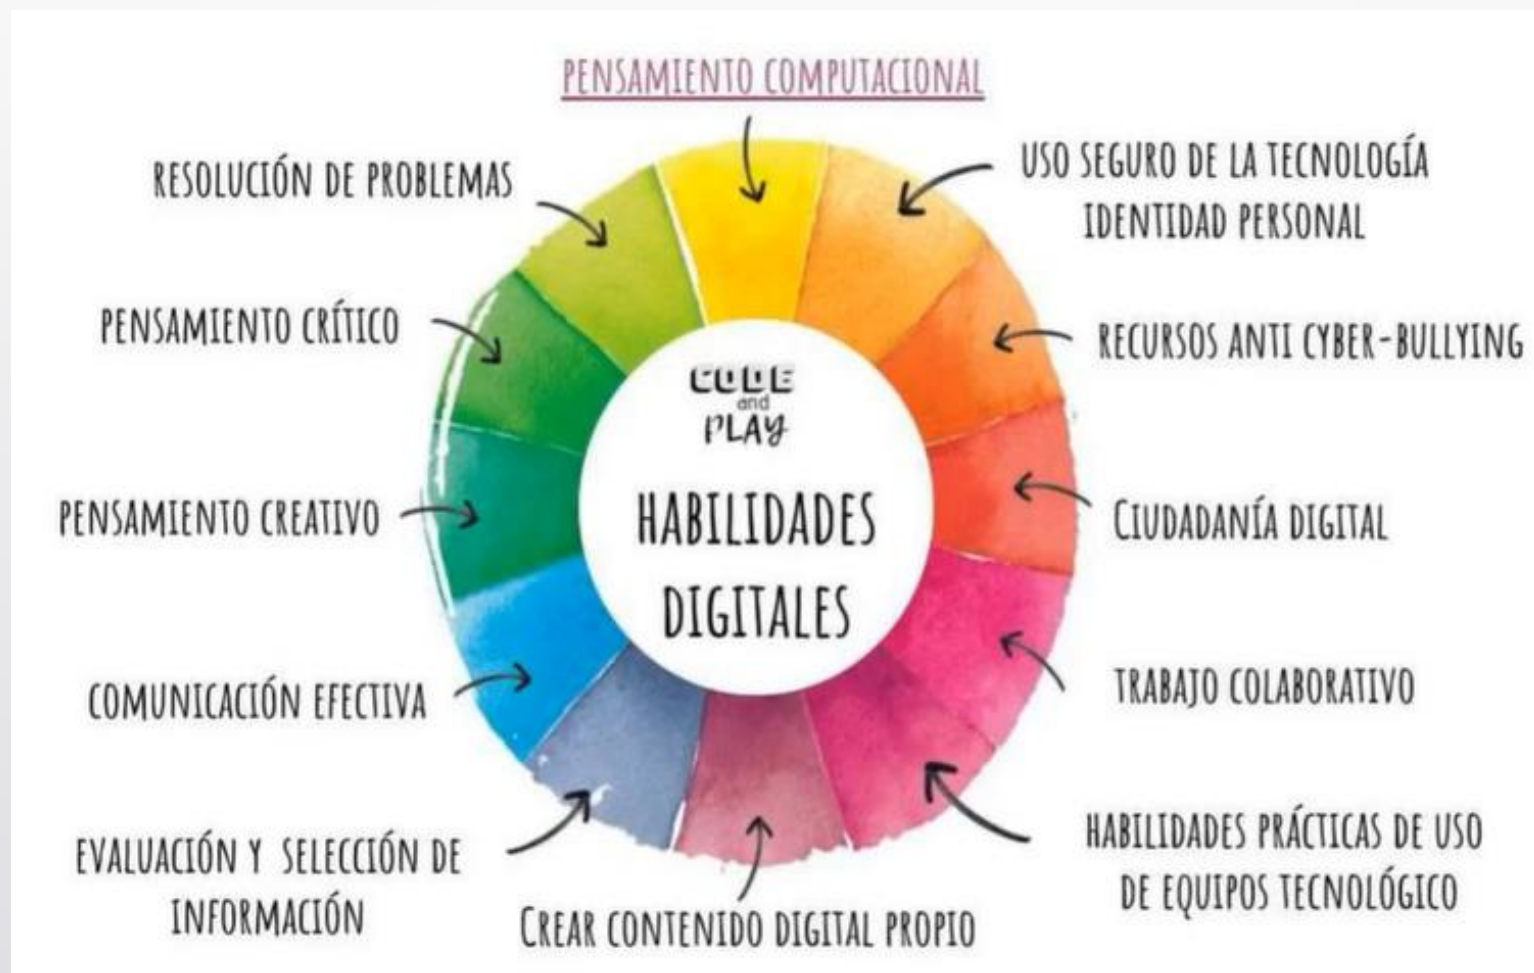 PENSAMIENTO COMPUTACIONAL
USO SEGURO DE LA TECNOLOGÍA
IDENTIDAD PERSONAL
RECURSOS ANTI CYBER-BULLYING
CIUDADANÍA DIGITAL
TRABAJO COLABORATIVO
HABILIDADES PRÁCTICAS DE USO
DE EQUIPOS TECNOLÓGICO
CREAR CONTENIDO DIGITAL PROPIO
EVALUACIÓN Y SELECCIÓN DE
INFORMACIÓN
COMUNICACIÓN EFECTIVA
PENSAMIENTO CREATIVO
PENSAMIENTO CRÍTICO
RESOLUCIÓN DE PROBLEMAS
CODE
and
PLAY
HABILIDADES
DIGITALES